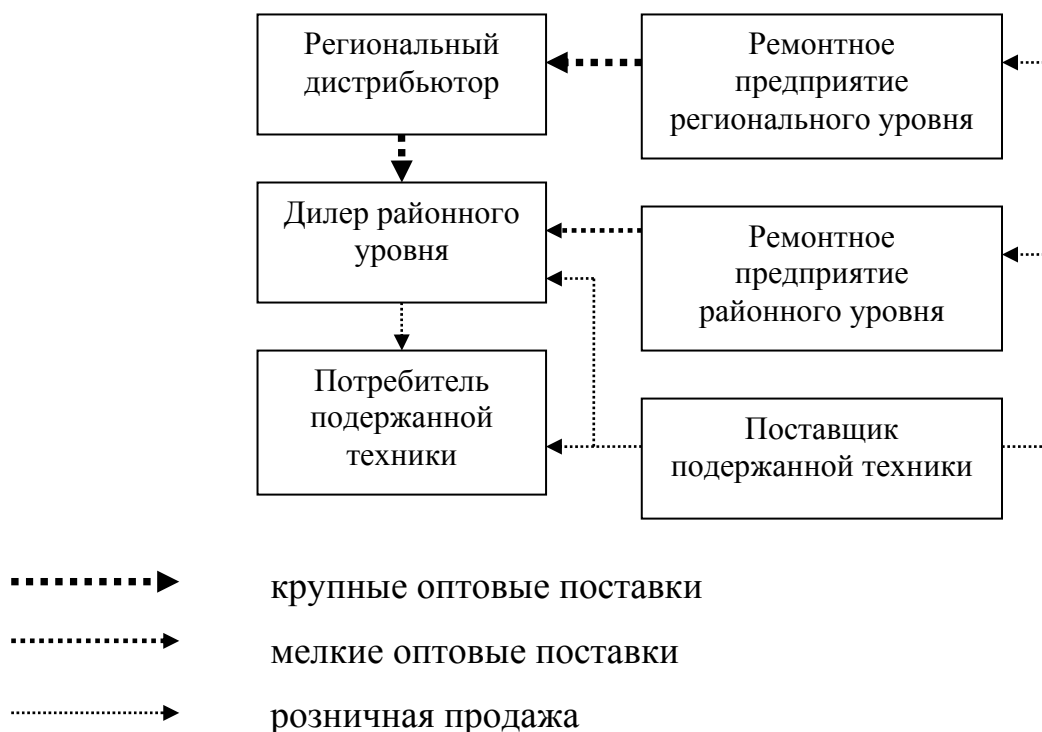 Региональный
дистрибьютор
Ремонтное
предприятие
регионального уровня
Дилер районного
уровня
Ремонтное
предприятие
районного уровня
Потребитель
подержанной
техники
Поставщик
подержанной техники
крупные оптовые поставки
мелкие оптовые поставки
розничная продажа